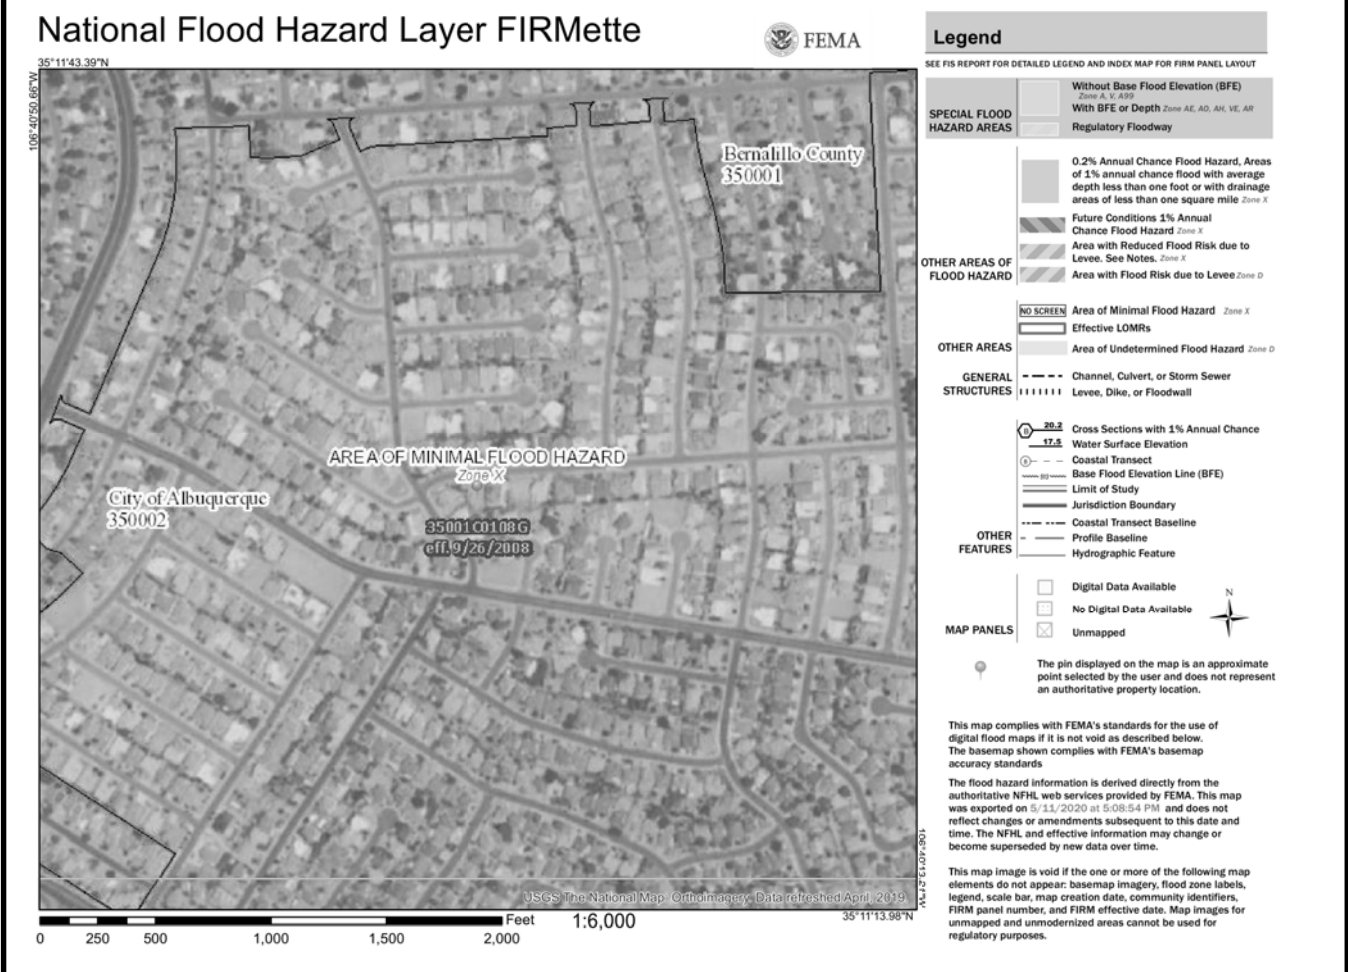 National Flood Hazard Layer FIRMette
FEMA
Legend
35°11'43.39"N
SEE FIS REPORT FOR DETAILED LEGEND AND INDEX MAP FOR FIRM PANEL LAYOUT
106°40'50.66"W
SPECIAL FLOOD
HAZARD AREAS
Without Base Flood Elevation (BFE)
Zone A, V, A99
With BFE or Depth Zone AE, AO, AH, VE, AR
Regulatory Floodway
Bernalillo County
350001
OTHER AREAS OF
FLOOD HAZARD
0.2% Annual Chance Flood Hazard, Areas
of 1% annual chance flood with average
depth less than one foot or with drainage
areas of less than one square mile Zone X
Future Conditions 1% Annual
Chance Flood Hazard Zone X
Area with Reduced Flood Risk due to
Levee. See Notes. Zone X
Area with Flood Risk due to Levee Zone D
OTHER AREAS
NO SCREEN Area of Minimal Flood Hazard Zone X
Effective LOMRs
Area of Undetermined Flood Hazard Zone D
GENERAL
STRUCTURES
Channel, Culvert, or Storm Sewer
Levee, Dike, or Floodwall
AREA OF MINIMAL FLOOD HAZARD
Zone X
City of Albuquerque
350002
35001C0108G
eff. 9/26/2008
OTHER
FEATURES
B 20.2 Cross Sections with 1% Annual Chance
17.5 Water Surface Elevation
8 Coastal Transect
Base Flood Elevation Line (BFE)
Limit of Study
Jurisdiction Boundary
Coastal Transect Baseline
Profile Baseline
Hydrographic Feature
MAP PANELS
Digital Data Available
No Digital Data Available
Unmapped
N
The pin displayed on the map is an approximate
point selected by the user and does not represent
an authoritative property location.
This map complies with FEMA's standards for the use of
digital flood maps if it is not void as described below.
The basemap shown complies with FEMA's basemap
accuracy standards
The flood hazard information is derived directly from the
authoritative NFHL web services provided by FEMA. This map
was exported on 5/11/2020 at 5:08:54 PM and does not
reflect changes or amendments subsequent to this date and
time. The NFHL and effective information may change or
become superseded by new data over time.
This map image is void if the one or more of the following map
elements do not appear: basemap imagery, flood zone labels,
legend, scale bar, map creation date, community identifiers,
FIRM panel number, and FIRM effective date. Map images for
unmapped and unmodernized areas cannot be used for
regulatory purposes.
106°40'13.21"W
USGS The National Map: Orthoimagery. Data refreshed April, 2019.
35°11'13.98"N
Feet
1:6,000
0 250 500 1,000 1,500 2,000